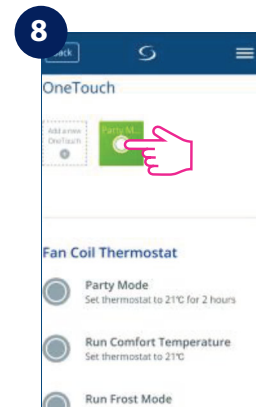 8
Back
OneTouch
Add a new
OneTouch
Party M...
Fan Coil Thermostat
Party Mode
Set thermostat to 21°C for 2 hours
Run Comfort Temperature
Set thermostat to 21°C
Run Frost Mode